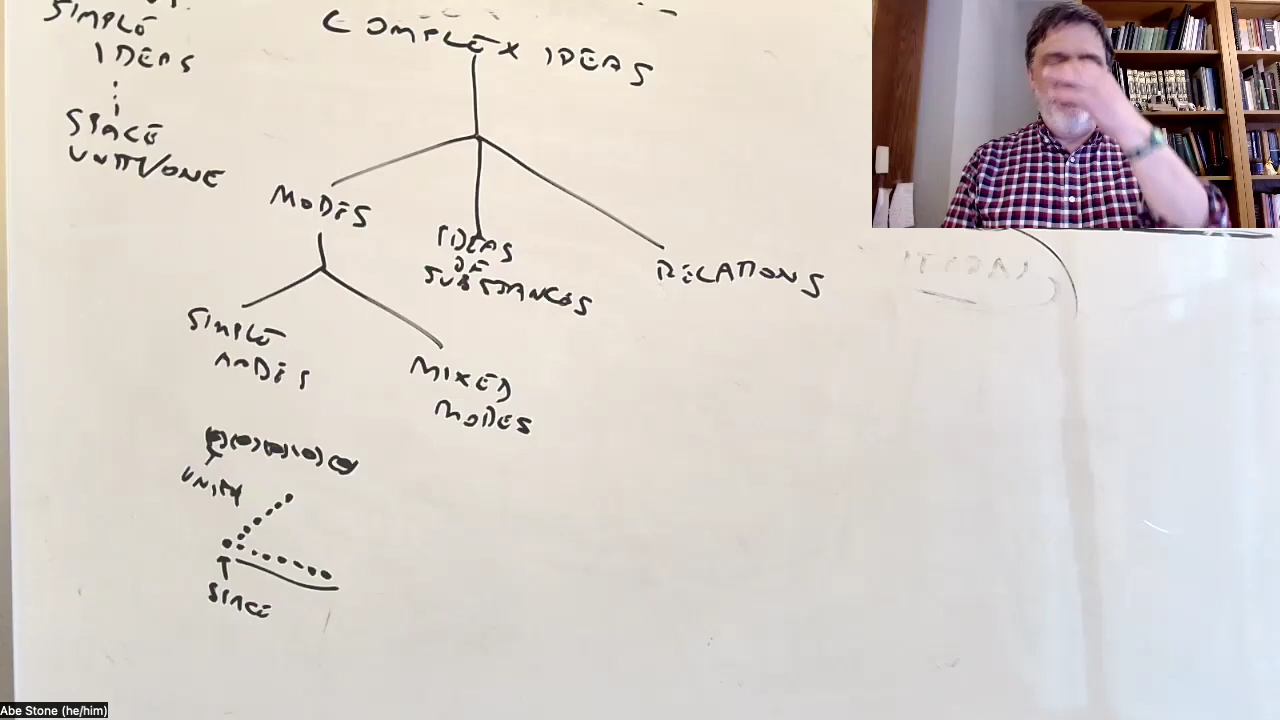 SIMPLE
IDEAS
SPACE
UNITY/ONE
COMPLEX IDEAS
MODES
IDEAS
OF
SUBSTANCES
RELATIONS
SIMPLE
MODES
MIXED
MODES
UNITY
SPACE
Abe Stone (he/him)